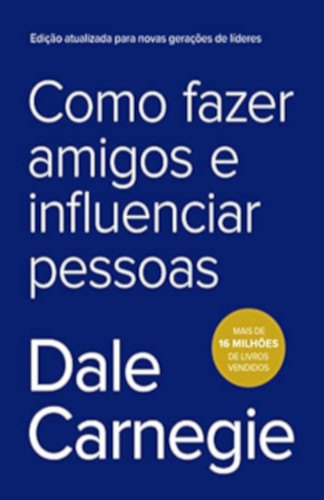 Edição atualizada para novas gerações de líderes
Como fazer
amigos e
influenciar
pessoas
MAIS DE
16 MILHÕES
DE LIVROS
VENDIDOS
Dale
Carnegie